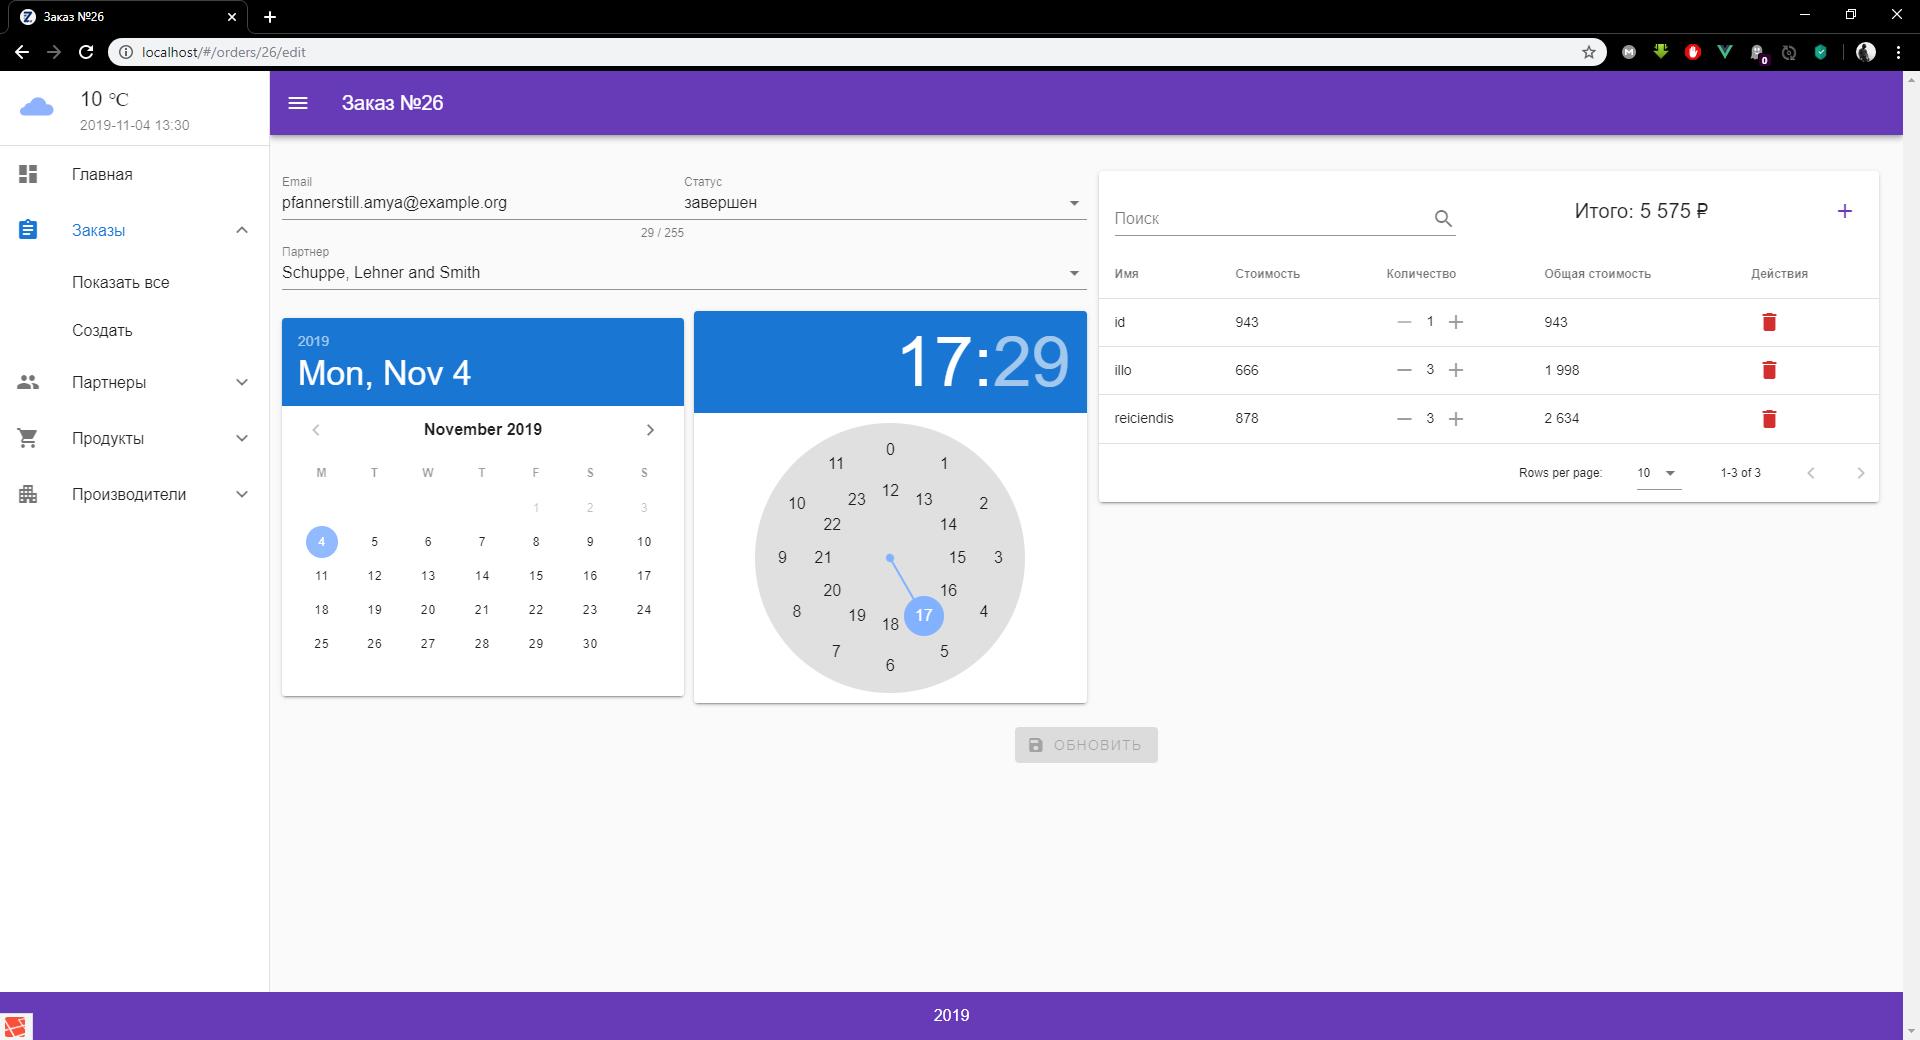 Заказ №26
localhost/#/orders/26/edit
0
10 °C
2019-11-04 13:30
Главная
Заказы
Показать все
Создать
Партнеры
Продукты
Производители
Заказ №26
Email
pfannerstill.amya@example.org
29 / 255
Статус
завершен
Партнер
Schuppe, Lehner and Smith
2019
Mon, Nov 4
November 2019
M T W T F S S
1 2 3
4 5 6 7 8 9 10
11 12 13 14 15 16 17
18 19 20 21 22 23 24
25 26 27 28 29 30
17:29
0
11 1
12
23 13
10 2
22 14
9 21 15 3
20 16
8 4
19 17
18
7 5
6
Поиск
Итого: 5 575 ₽
+
Имя Стоимость Количество Общая стоимость Действия
id 943 — 1 + 943
illo 666 — 3 + 1 998
reiciendis 878 — 3 + 2 634
Rows per page: 10 1-3 of 3
ОБНОВИТЬ
2019